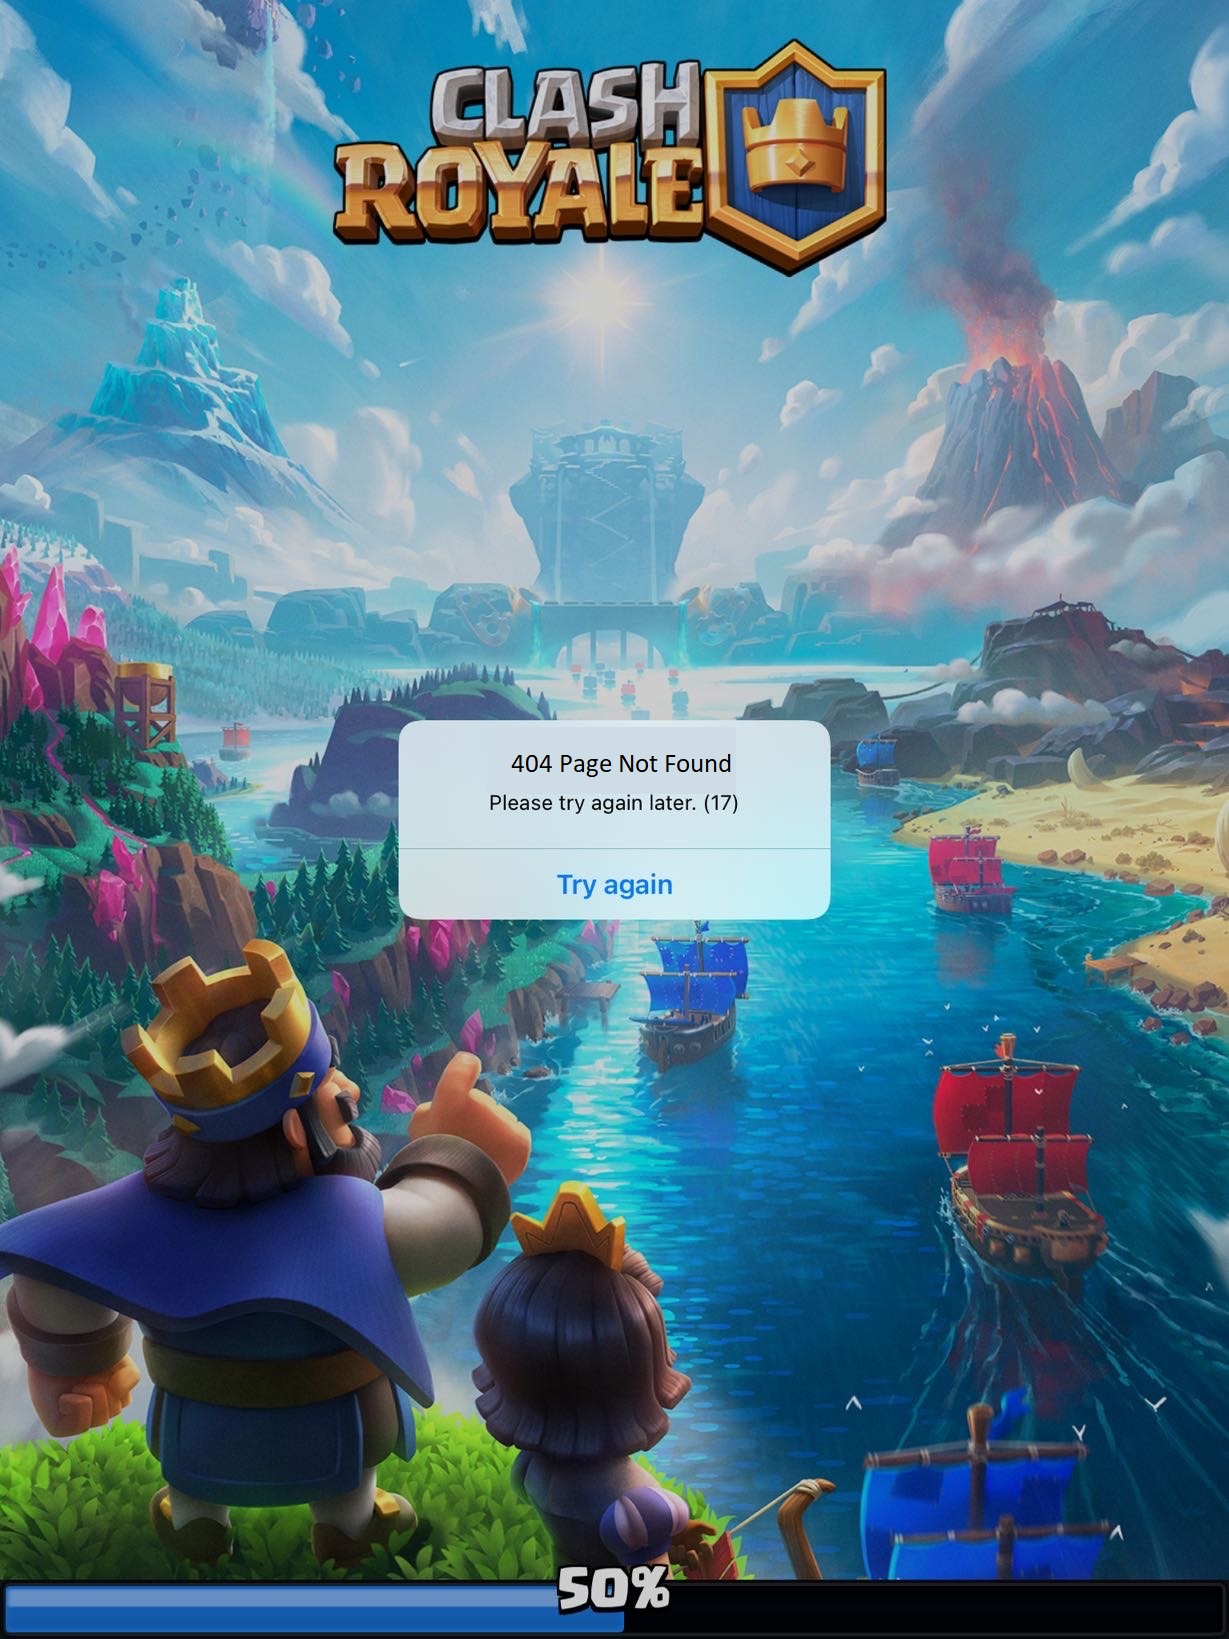 CLASH
ROYALE
404 Page Not Found
Please try again later. (17)
Try again
50%